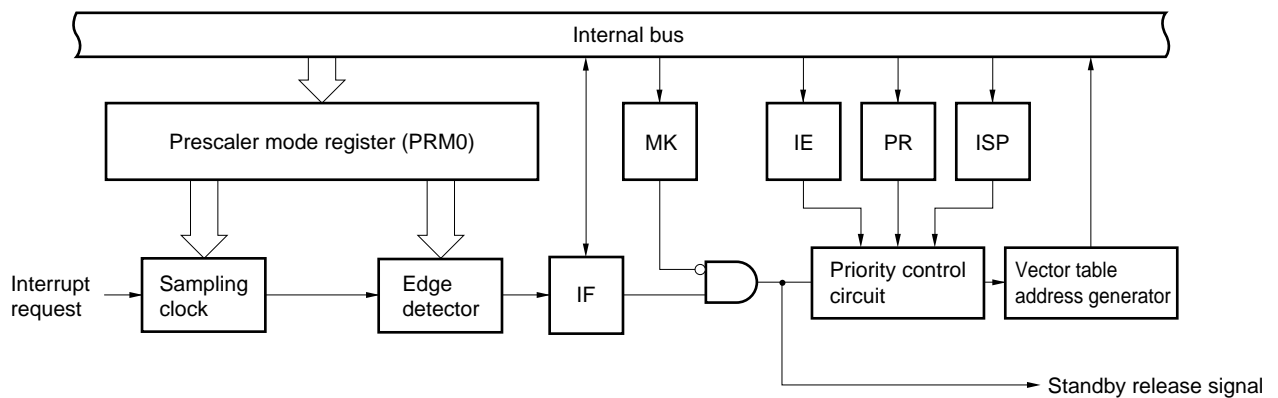 Internal bus
Prescaler mode register (PRM0)
MK
IE
PR
ISP
Interrupt
request
Sampling
clock
Edge
detector
IF
Priority control
circuit
Vector table
address generator
Standby release signal